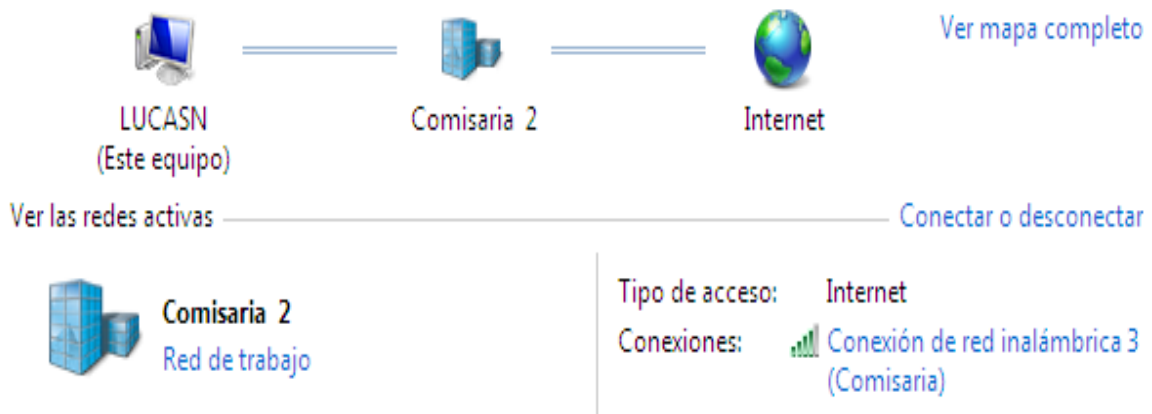 Ver mapa completo
LUCASN
(Este equipo)
Comisaria 2
Internet
Ver las redes activas
Conectar o desconectar
Comisaria 2
Red de trabajo
Tipo de acceso: Internet
Conexiones: Conexión de red inalámbrica 3
(Comisaria)